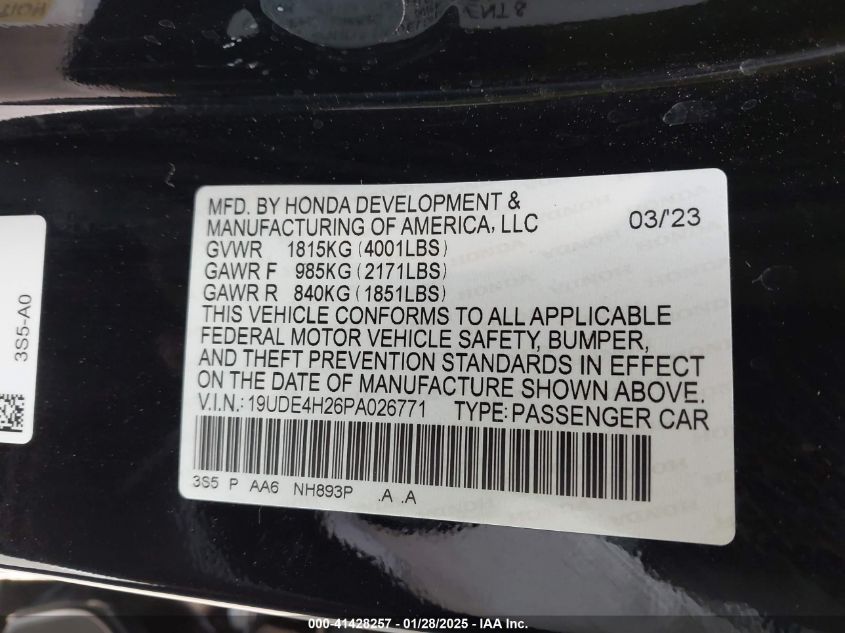 MFD. BY HONDA DEVELOPMENT &
MANUFACTURING OF AMERICA, LLC 03/'23
GVWR 1815KG (4001LBS)
GAWR F 985KG (2171LBS)
GAWR R 840KG (1851LBS)
THIS VEHICLE CONFORMS TO ALL APPLICABLE
FEDERAL MOTOR VEHICLE SAFETY, BUMPER,
AND THEFT PREVENTION STANDARDS IN EFFECT
ON THE DATE OF MANUFACTURE SHOWN ABOVE.
V.I.N.: 19UDE4H26PA026771 TYPE: PASSENGER CAR
3S5 P AA6 NH893P .A .A
3S5-A0
000-41428257 - 01/28/2025 - IAA Inc.